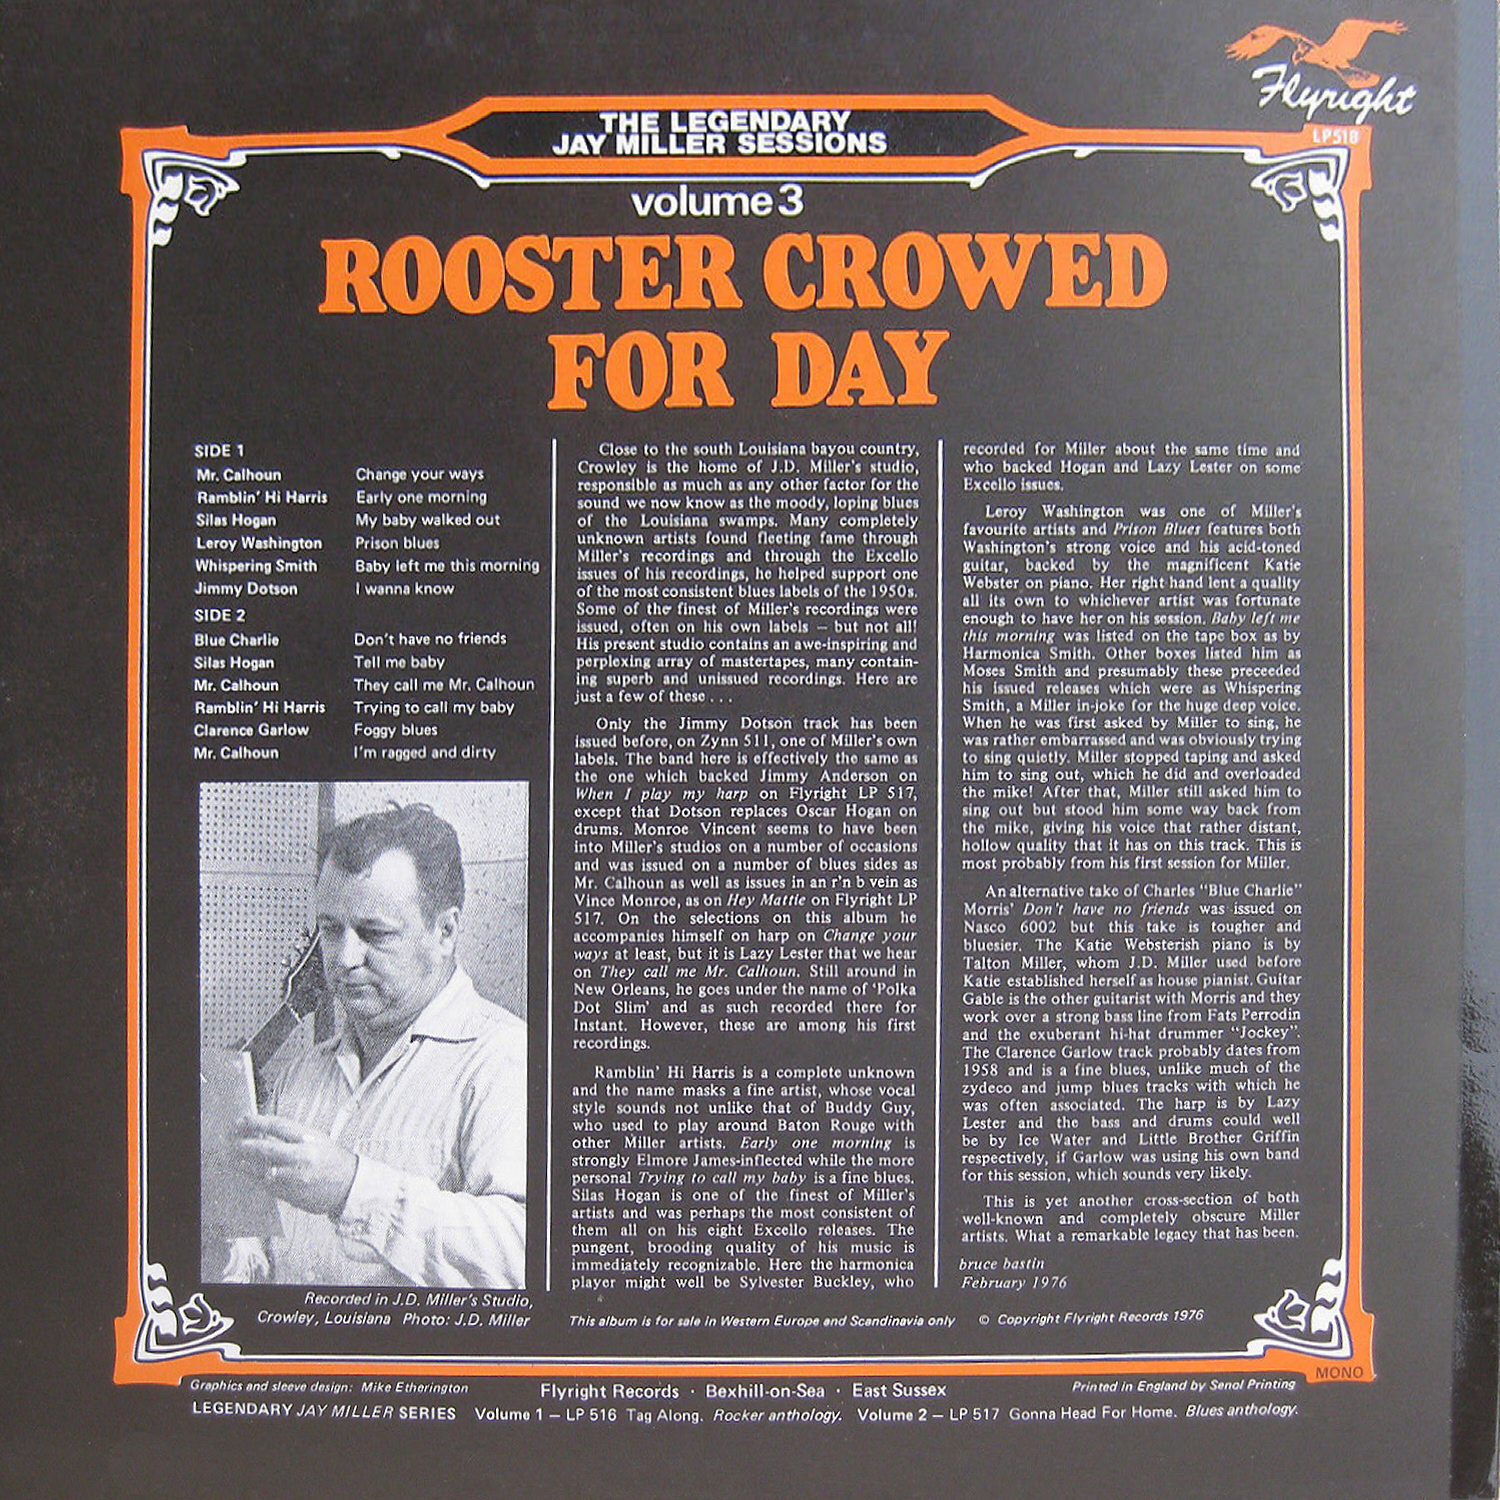 Flyright
LP518
THE LEGENDARY
JAY MILLER SESSIONS
volume 3
ROOSTER CROWED
FOR DAY
SIDE 1
Mr. Calhoun Change your ways
Ramblin' Hi Harris Early one morning
Silas Hogan My baby walked out
Leroy Washington Prison blues
Whispering Smith Baby left me this morning
Jimmy Dotson I wanna know
SIDE 2
Blue Charlie Don't have no friends
Silas Hogan Tell me baby
Mr. Calhoun They call me Mr. Calhoun
Ramblin' Hi Harris Trying to call my baby
Clarence Garlow Foggy blues
Mr. Calhoun I'm ragged and dirty
Recorded in J.D. Miller's Studio,
Crowley, Louisiana Photo: J.D. Miller
Close to the south Louisiana bayou country,
Crowley is the home of J.D. Miller's studio,
responsible as much as any other factor for the
sound we now know as the moody, loping blues
of the Louisiana swamps. Many completely
unknown artists found fleeting fame through
Miller's recordings and through the Excello
issues of his recordings, he helped support one
of the most consistent blues labels of the 1950s.
Some of the finest of Miller's recordings were
issued, often on his own labels – but not all!
His present studio contains an awe-inspiring and
perplexing array of mastertapes, many contain-
ing superb and unissued recordings. Here are
just a few of these . . .
Only the Jimmy Dotson track has been
issued before, on Zynn 511, one of Miller's own
labels. The band here is effectively the same as
the one which backed Jimmy Anderson on
When I play my harp on Flyright LP 517,
except that Dotson replaces Oscar Hogan on
drums. Monroe Vincent seems to have been
into Miller's studios on a number of occasions
and was issued on a number of blues sides as
Mr. Calhoun as well as issues in an r'n b vein as
Vince Monroe, as on Hey Mattie on Flyright LP
517. On the selections on this album he
accompanies himself on harp on Change your
ways at least, but it is Lazy Lester that we hear
on They call me Mr. Calhoun. Still around in
New Orleans, he goes under the name of 'Polka
Dot Slim' and as such recorded there for
Instant. However, these are among his first
recordings.
Ramblin' Hi Harris is a complete unknown
and the name masks a fine artist, whose vocal
style sounds not unlike that of Buddy Guy,
who used to play around Baton Rouge with
other Miller artists. Early one morning is
strongly Elmore James-inflected while the more
personal Trying to call my baby is a fine blues.
Silas Hogan is one of the finest of Miller's
artists and was perhaps the most consistent of
them all on his eight Excello releases. The
pungent, brooding quality of his music is
immediately recognizable. Here the harmonica
player might well be Sylvester Buckley, who
recorded for Miller about the same time and
who backed Hogan and Lazy Lester on some
Excello issues.
Leroy Washington was one of Miller's
favourite artists and Prison Blues features both
Washington's strong voice and his acid-toned
guitar, backed by the magnificent Katie
Webster on piano. Her right hand lent a quality
all its own to whichever artist was fortunate
enough to have her on his session. Baby left me
this morning was listed on the tape box as by
Harmonica Smith. Other boxes listed him as
Moses Smith and presumably these preceeded
his issued releases which were as Whispering
Smith, a Miller in-joke for the huge deep voice.
When he was first asked by Miller to sing, he
was rather embarrassed and was obviously trying
to sing quietly. Miller stopped taping and asked
him to sing out, which he did and overloaded
the mike! After that, Miller still asked him to
sing out but stood him some way back from
the mike, giving his voice that rather distant,
hollow quality that it has on this track. This is
most probably from his first session for Miller.
An alternative take of Charles "Blue Charlie"
Morris' Don't have no friends was issued on
Nasco 6002 but this take is tougher and
bluesier. The Katie Websterish piano is by
Talton Miller, whom J.D. Miller used before
Katie established herself as house pianist. Guitar
Gable is the other guitarist with Morris and they
work over a strong bass line from Fats Perrodin
and the exuberant hi-hat drummer "Jockey".
The Clarence Garlow track probably dates from
1958 and is a fine blues, unlike much of the
zydeco and jump blues tracks with which he
was often associated. The harp is by Lazy
Lester and the bass and drums could well
be by Ice Water and Little Brother Griffin
respectively, if Garlow was using his own band
for this session, which sounds very likely.
This is yet another cross-section of both
well-known and completely obscure Miller
artists. What a remarkable legacy that has been.
bruce bastin
February 1976
This album is for sale in Western Europe and Scandinavia only © Copyright Flyright Records 1976
MONO
Graphics and sleeve design: Mike Etherington Flyright Records · Bexhill-on-Sea · East Sussex Printed in England by Senol Printing
LEGENDARY JAY MILLER SERIES Volume 1 – LP 516 Tag Along. Rocker anthology. Volume 2 – LP 517 Gonna Head For Home. Blues anthology.